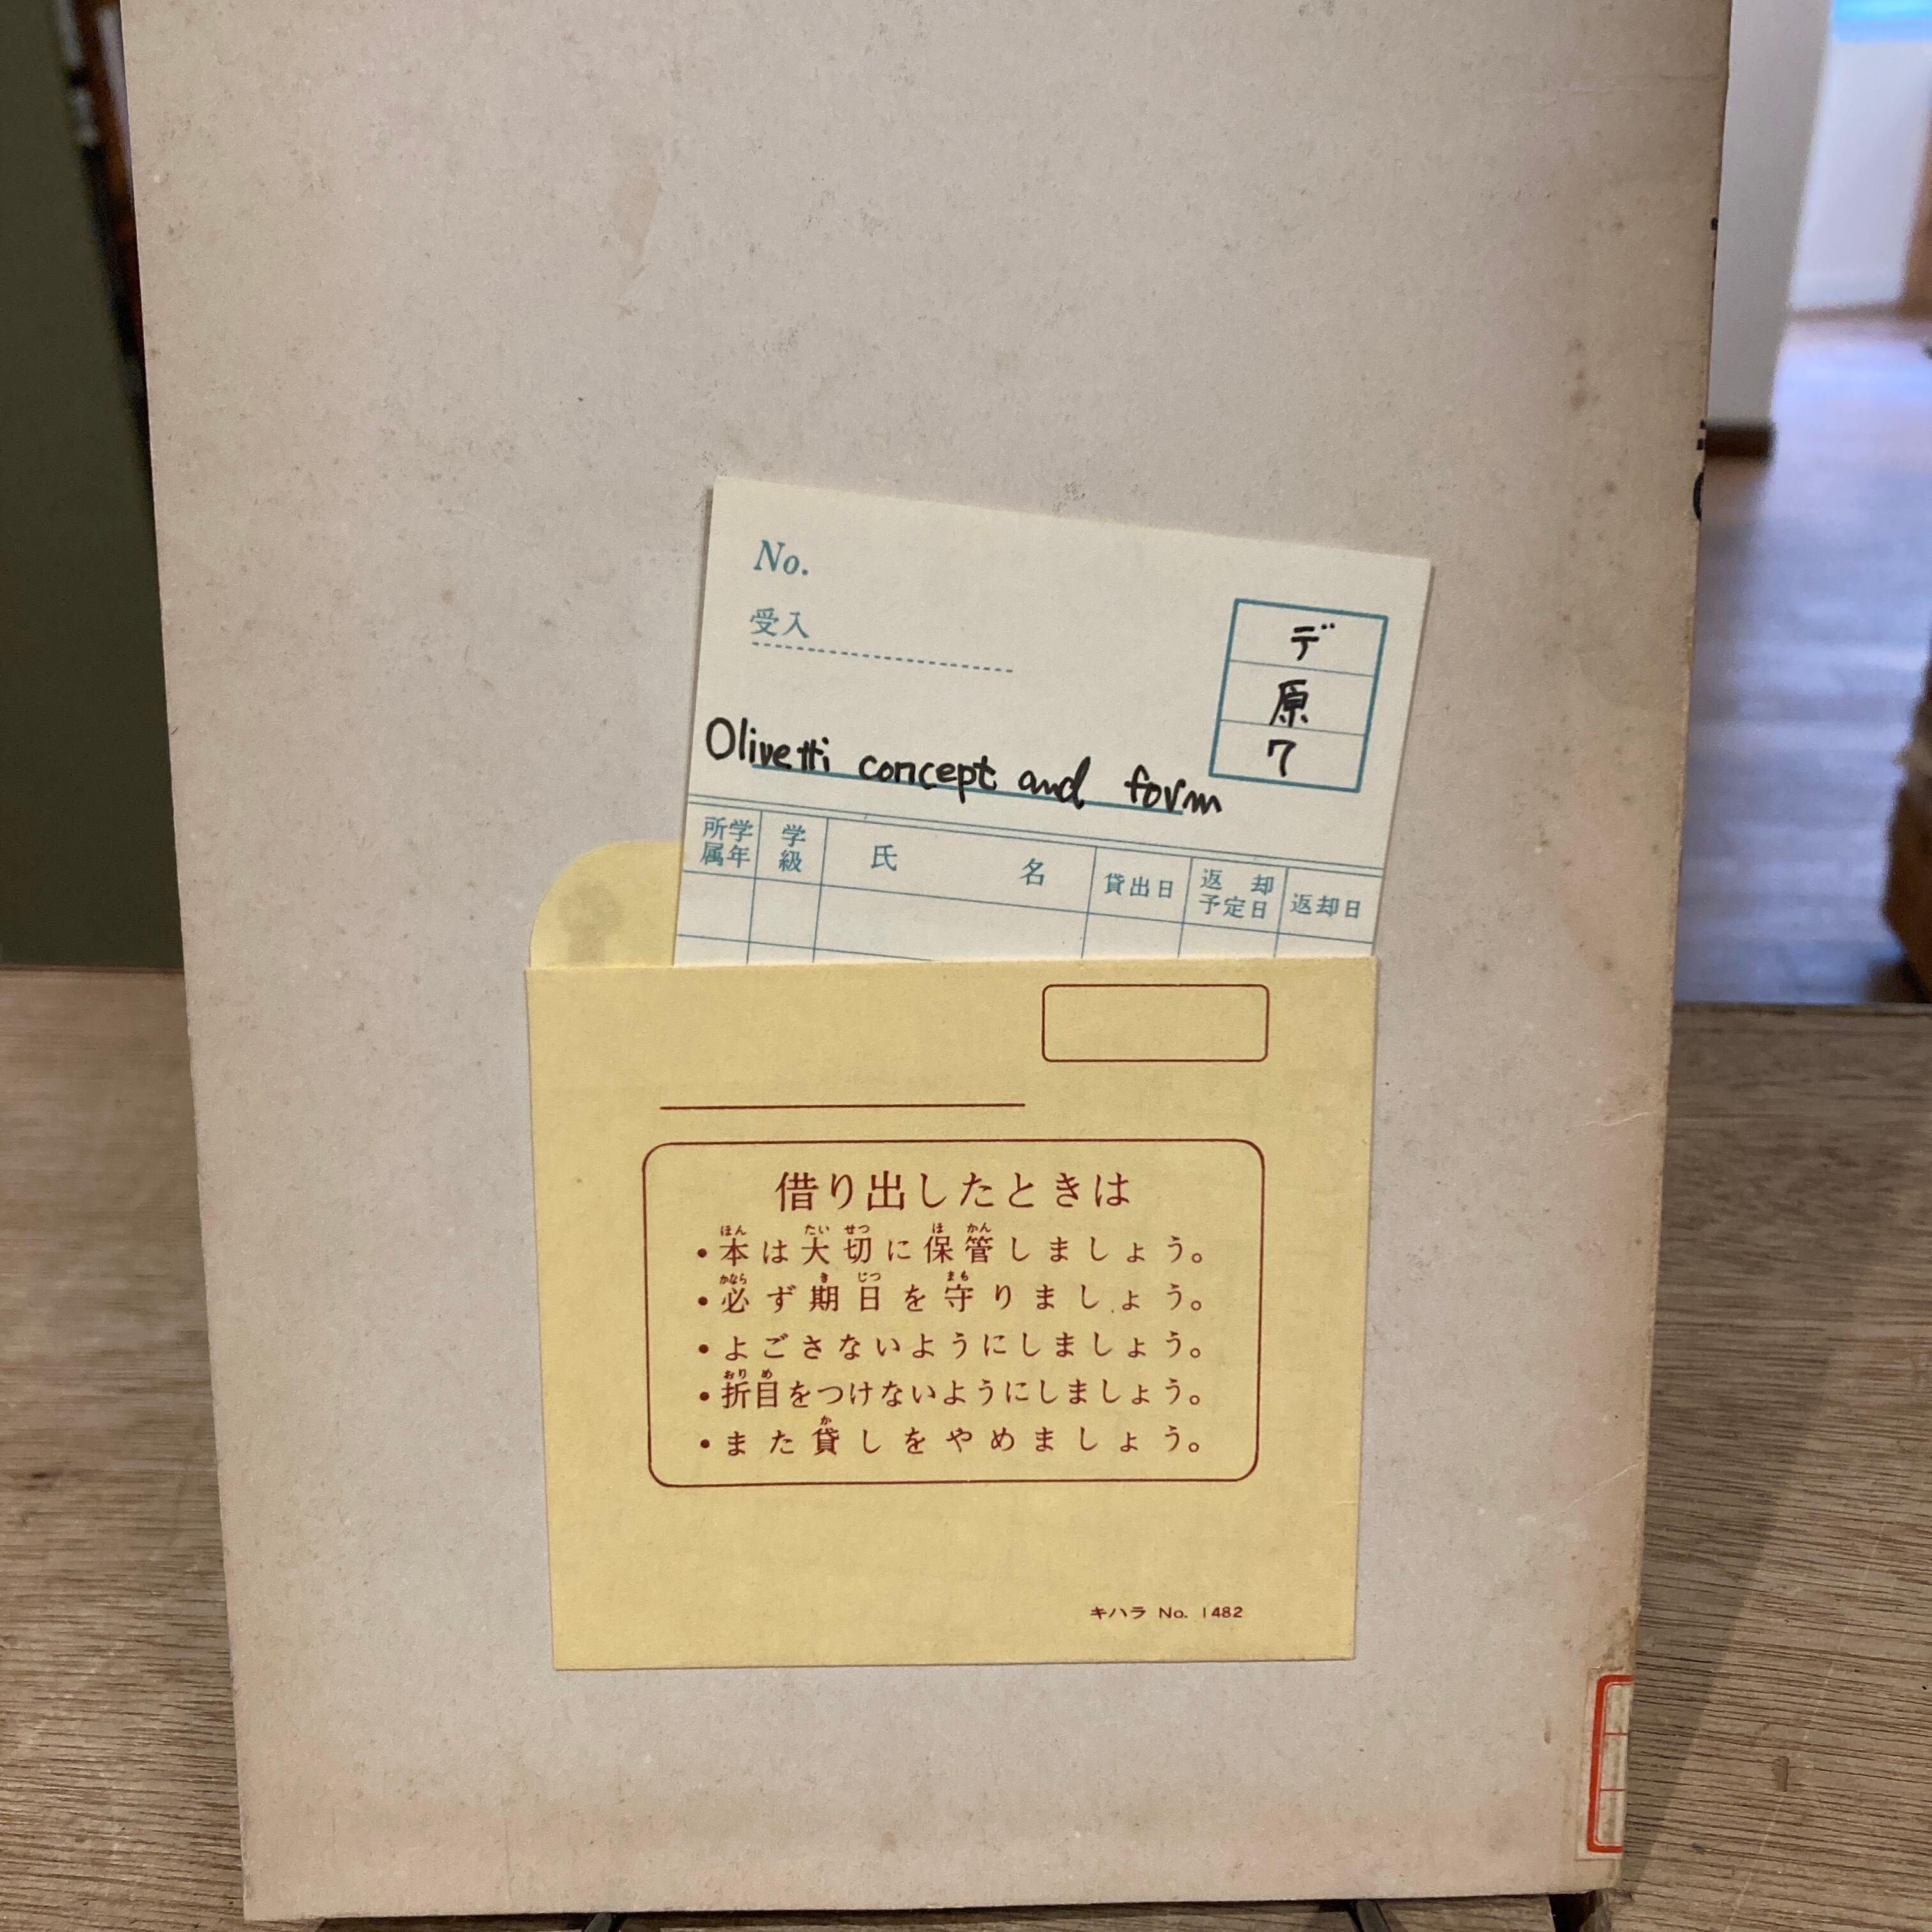 No.
受入
デ
原
7
Olivetti concept and form
所属 学年 学級 氏名 貸出日 返却予定日 返却日
借り出したときは
・本は大切に保管しましょう。
・必ず期日を守りましょう。
・よごさないようにしましょう。
・折目をつけないようにしましょう。
・また貸しをやめましょう。
キハラ No. 1482